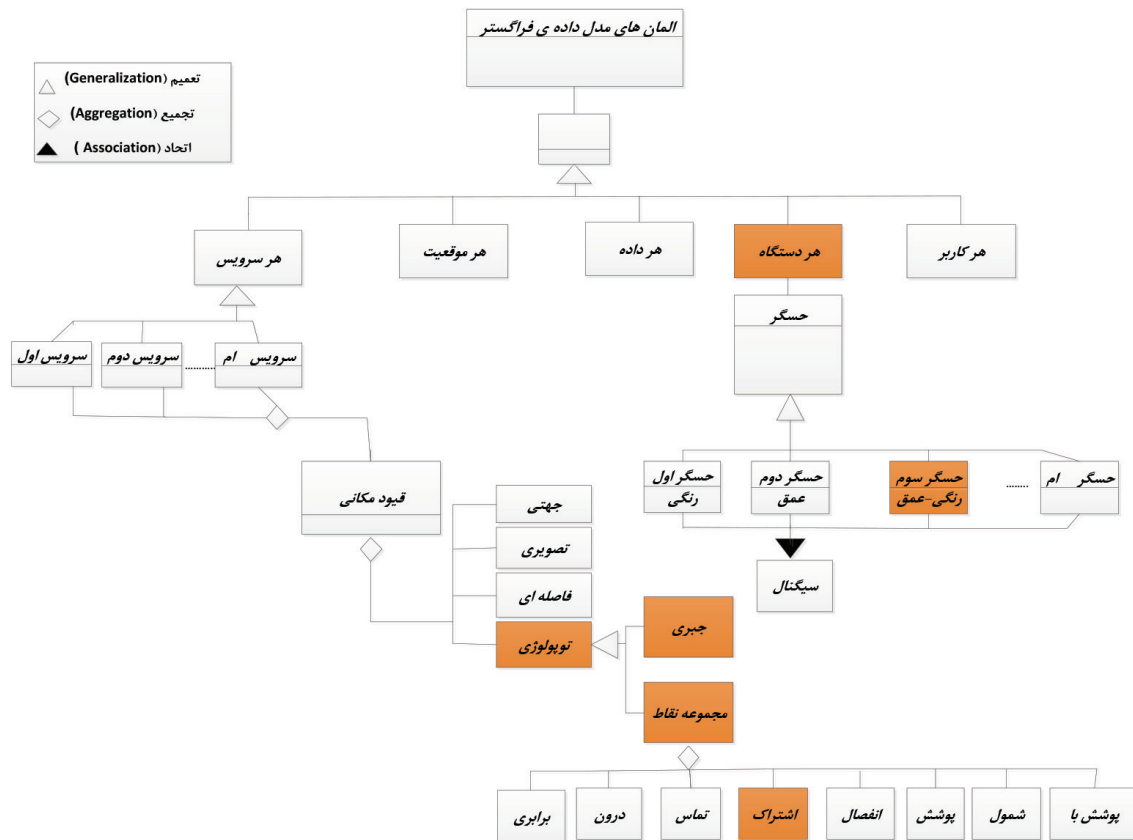 المان های مدل داده ی فراگستر
تعمیم (Generalization)
تجمیع (Aggregation)
اتحاد (Association )
هر کاربر
هر دستگاه
هر داده
هر موقعیت
هر سرویس
حسگر
سرویس ام
..........
سرویس دوم
سرویس اول
حسگر اول
رنگی
حسگر دوم
عمق
حسگر سوم
رنگی-عمق
........
حسگر ام
قیود مکانی
سیگنال
جهتی
تصویری
فاصله ای
توپولوژی
جبری
مجموعه نقاط
پوشش با
شمول
پوشش
انفصال
اشتراک
تماس
درون
برابری